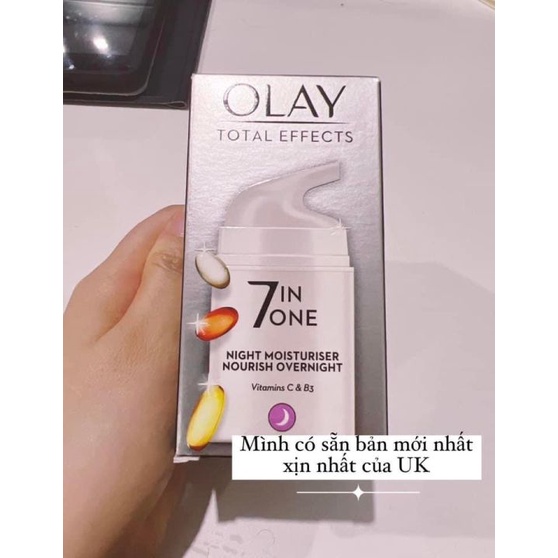 OLAY
TOTAL EFFECTS
7 IN
ONE
NIGHT MOISTURISER
NOURISH OVERNIGHT
Vitamins C & B3
Mình có sẵn bản mới nhất
xịn nhất của UK